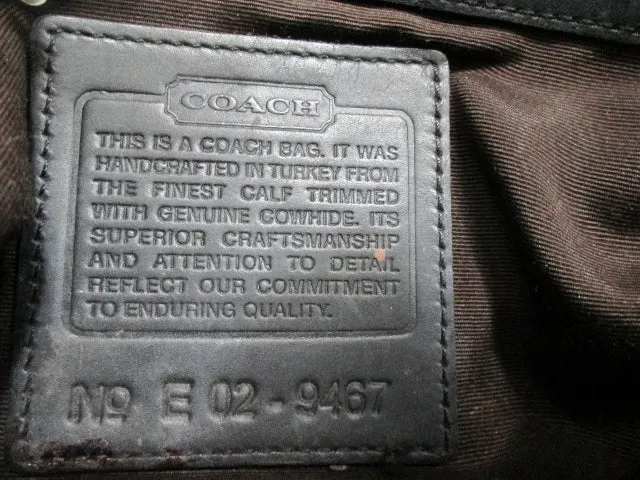 COACH
THIS IS A COACH BAG. IT WAS
HANDCRAFTED IN TURKEY FROM
THE FINEST CALF TRIMMED
WITH GENUINE COWHIDE. ITS
SUPERIOR CRAFTSMANSHIP
AND ATTENTION TO DETAIL
REFLECT OUR COMMITMENT
TO ENDURING QUALITY.
Nº E 02-9467